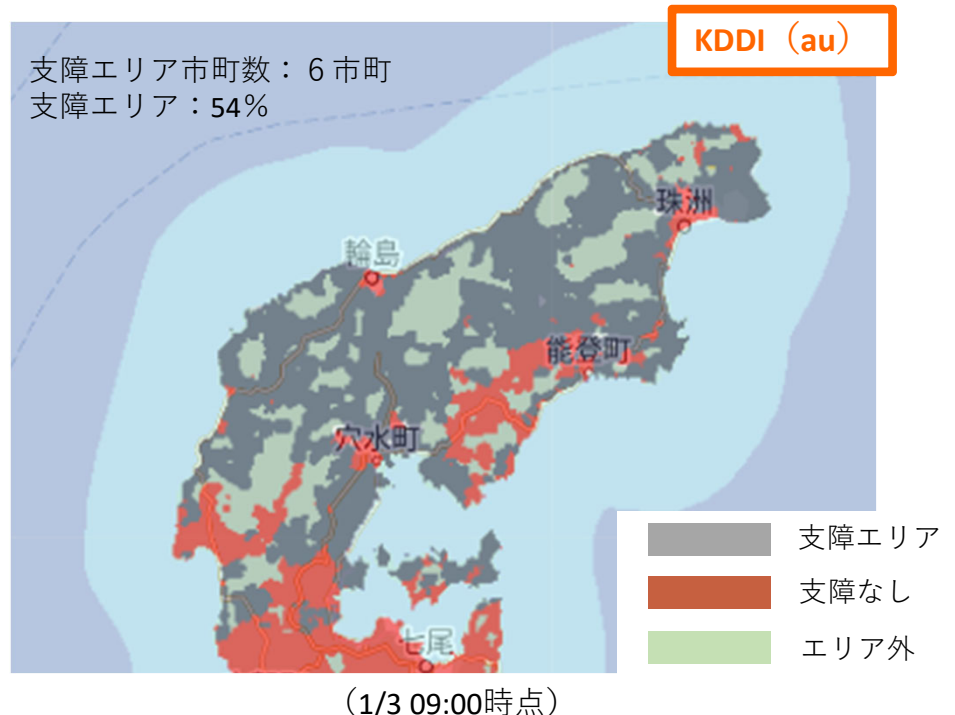 KDDI（au）
支障エリア市町数：６市町
支障エリア：54％
珠洲
輪島
能登町
穴水町
七尾
支障エリア
支障なし
エリア外
（1/3 09:00時点）